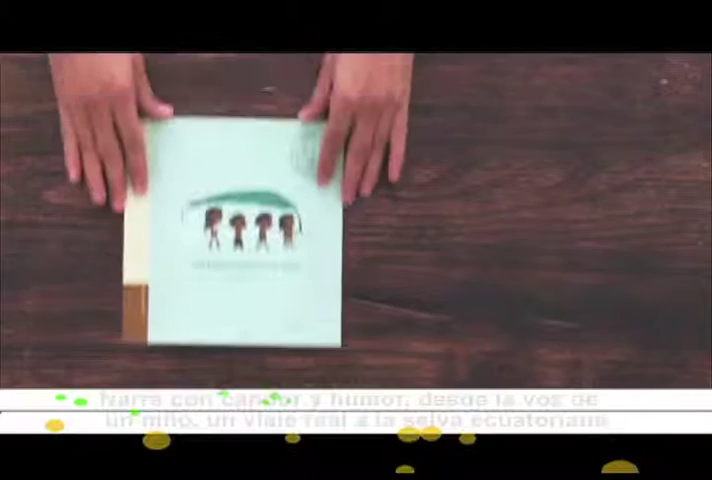 Narra con candor y humor, desde la voz de
un niño, un viaje real a la selva ecuatoriana